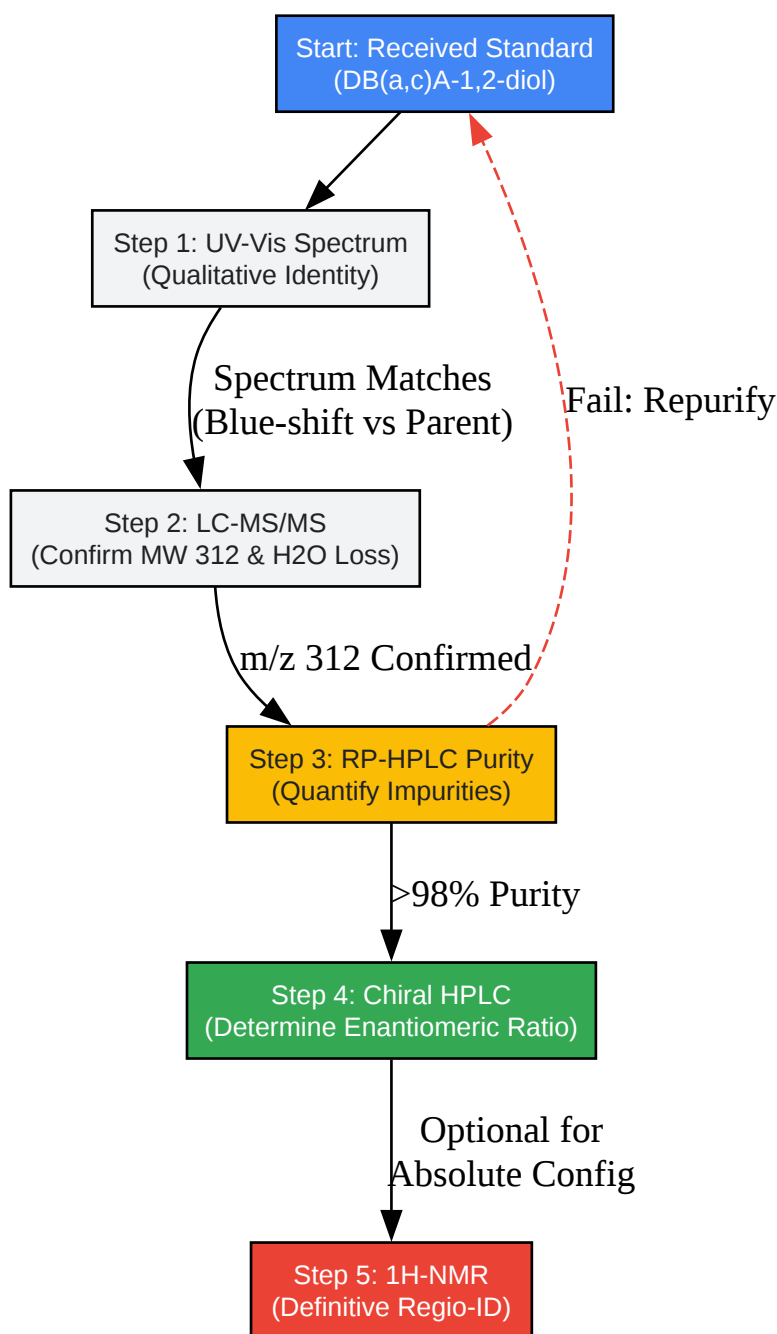 Start: Received Standard
(DB(a,c)A-1,2-diol)
Step 1: UV-Vis Spectrum
(Qualitative Identity)
Spectrum Matches
(Blue-shift vs Parent)
Fail: Repurify
Step 2: LC-MS/MS
(Confirm MW 312 & H2O Loss)
m/z 312 Confirmed
Step 3: RP-HPLC Purity
(Quantify Impurities)
>98% Purity
Step 4: Chiral HPLC
(Determine Enantiomeric Ratio)
Optional for
Absolute Config
Step 5: 1H-NMR
(Definitive Regio-ID)